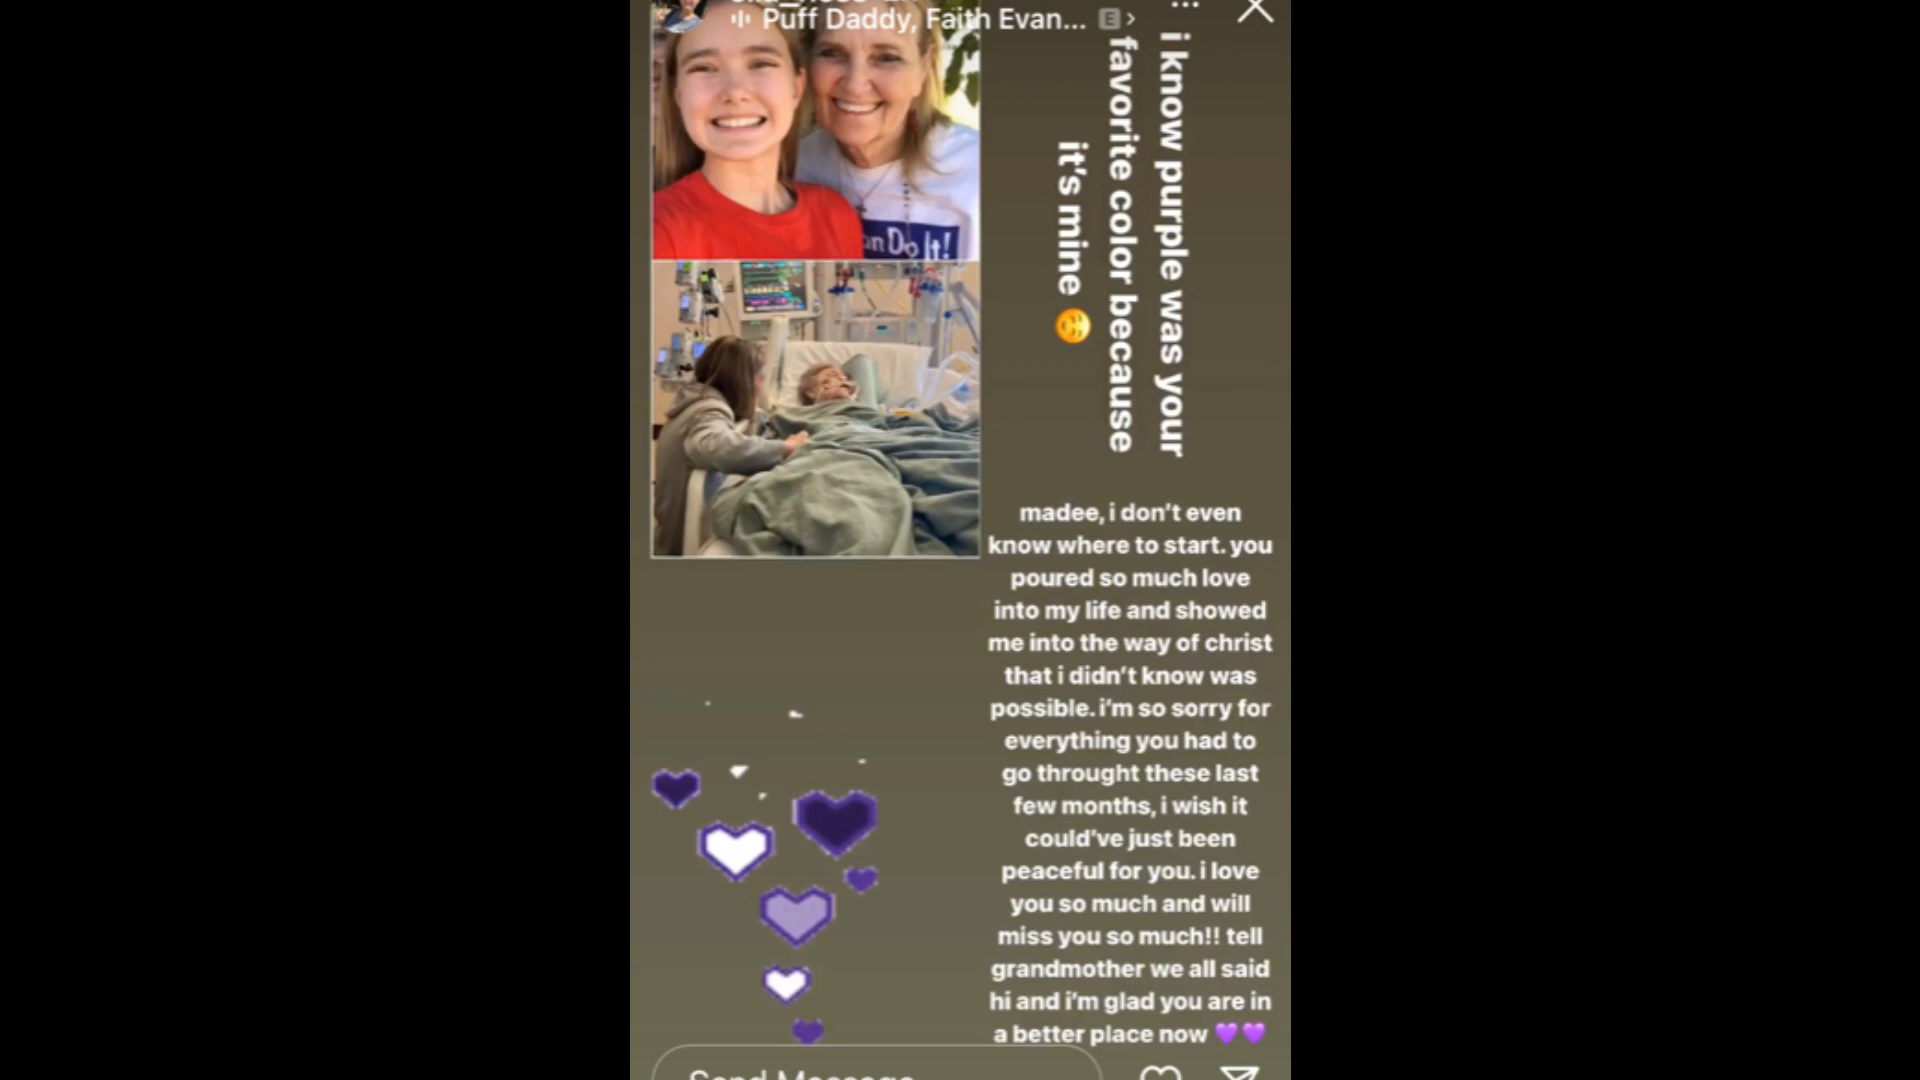 Puff Daddy, Faith Evan... E >
an Do It!
i know purple was your
favorite color because
it's mine 😊
madee, i don't even
know where to start. you
poured so much love
into my life and showed
me into the way of christ
that i didn't know was
possible. i'm so sorry for
everything you had to
go throught these last
few months, i wish it
could've just been
peaceful for you. i love
you so much and will
miss you so much!! tell
grandmother we all said
hi and i'm glad you are in
a better place now 💜💜
Send Message